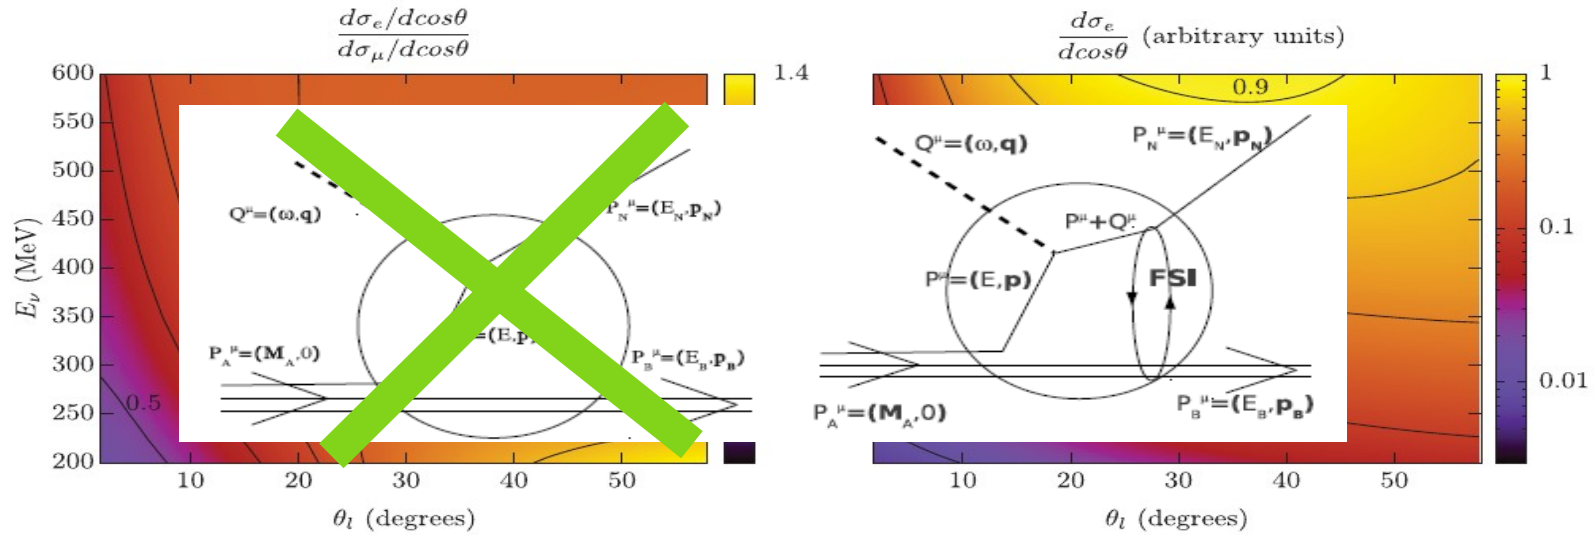 dσₑ/dcosθ
dσ_μ/dcosθ
600
550
500
450
400
350
300
250
200
E_ν (MeV)
0.5
10
20
30
40
50
θ_l (degrees)
1.4
Q^μ=(ω,q)
P_N^μ=(E_N,p_N)
=(E,p
P_A^μ=(M_A,0)
P_B^μ=(E_B,p_B)
dσₑ
dcosθ
(arbitrary units)
0.9
Q^μ=(ω,q)
P_N^μ=(E_N,p_N)
P^μ+Q^μ
P^μ=(E,p)
FSI
P_A^μ=(M_A,0)
P_B^μ=(E_B,p_B)
1
0.1
0.01
10
20
30
40
50
θ_l (degrees)